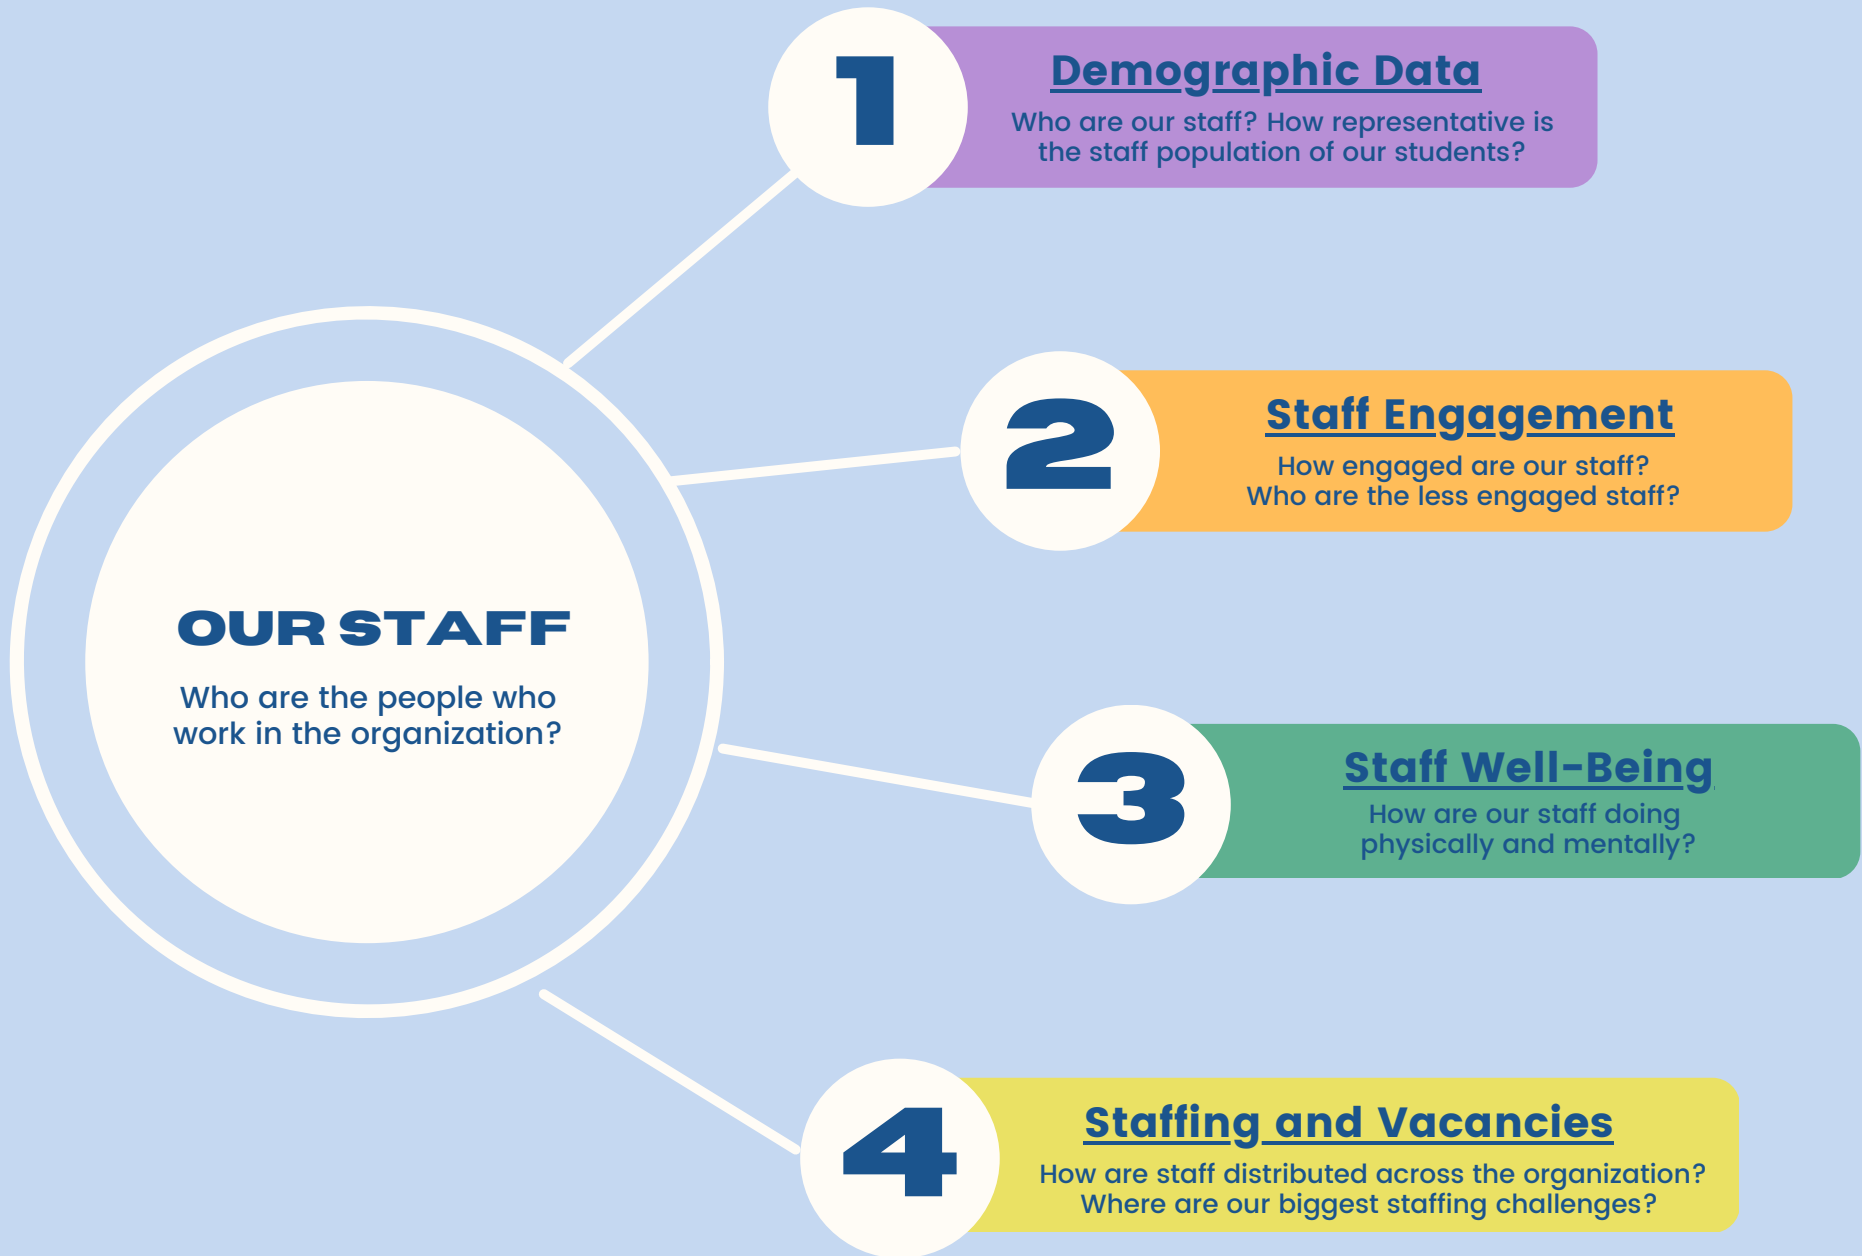 OUR STAFF
Who are the people who
work in the organization?
1
Demographic Data
Who are our staff? How representative is
the staff population of our students?
2
Staff Engagement
How engaged are our staff?
Who are the less engaged staff?
3
Staff Well-Being
How are our staff doing
physically and mentally?
4
Staffing and Vacancies
How are staff distributed across the organization?
Where are our biggest staffing challenges?